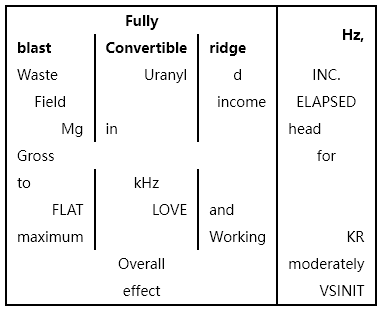 Fully Hz,
blast Convertible ridge
Waste Uranyl d INC.
Field income ELAPSED
Mg in head
Gross for
to kHz
FLAT LOVE and
maximum Working KR
Overall moderately
effect VSINIT